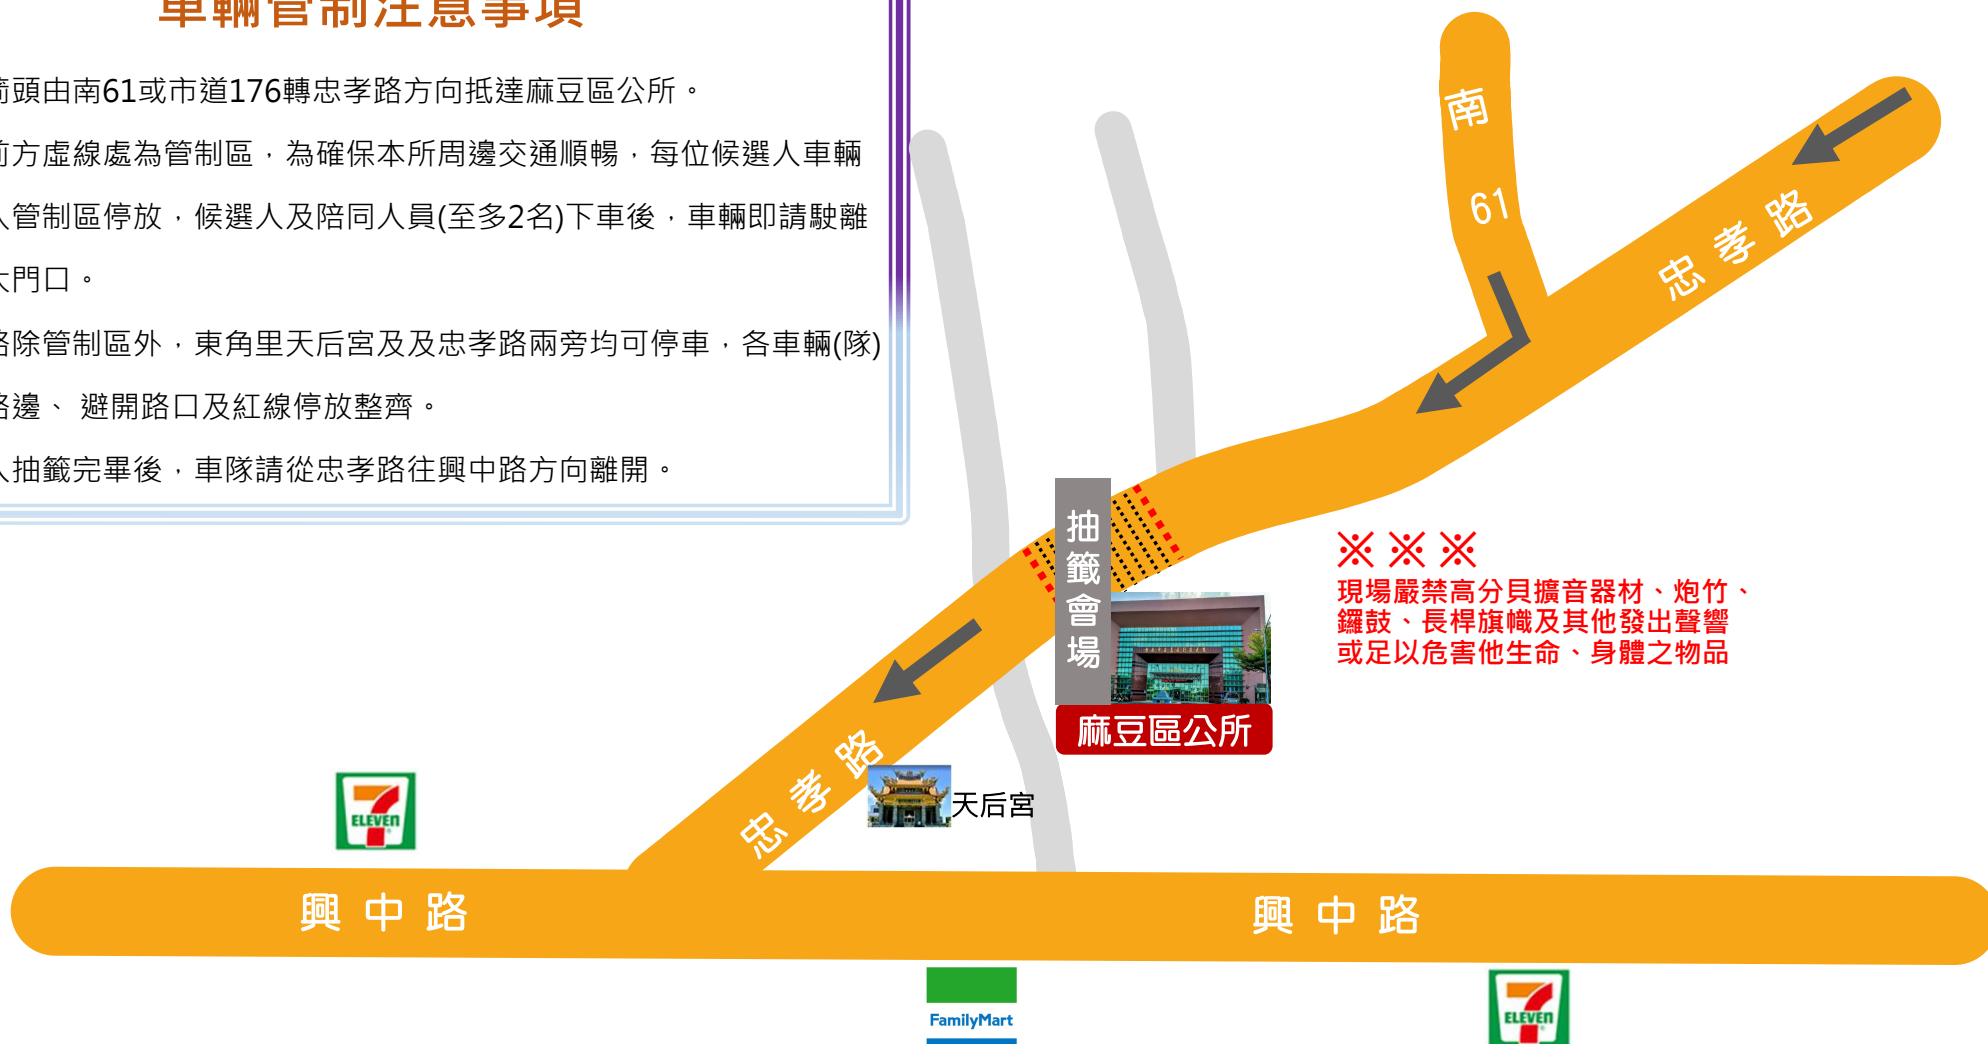 車輛管制注意事項
箭頭由南61或市道176轉忠孝路方向抵達麻豆區公所。
前方虛線處為管制區，為確保本所周邊交通順暢，每位候選人車輛
入管制區停放，候選人及陪同人員(至多2名)下車後，車輛即請駛離
大門口。
路除管制區外，東角里天后宮及及忠孝路兩旁均可停車，各車輛(隊)
路邊、 避開路口及紅線停放整齊。
人抽籤完畢後，車隊請從忠孝路往興中路方向離開。
南
61
忠孝路
抽籤會場
※※※
現場嚴禁高分貝擴音器材、炮竹、
鑼鼓、長桿旗幟及其他發出聲響
或足以危害他生命、身體之物品
麻豆區公所
忠孝路
天后宮
ELEVEN
興中路
興中路
FamilyMart
ELEVEN